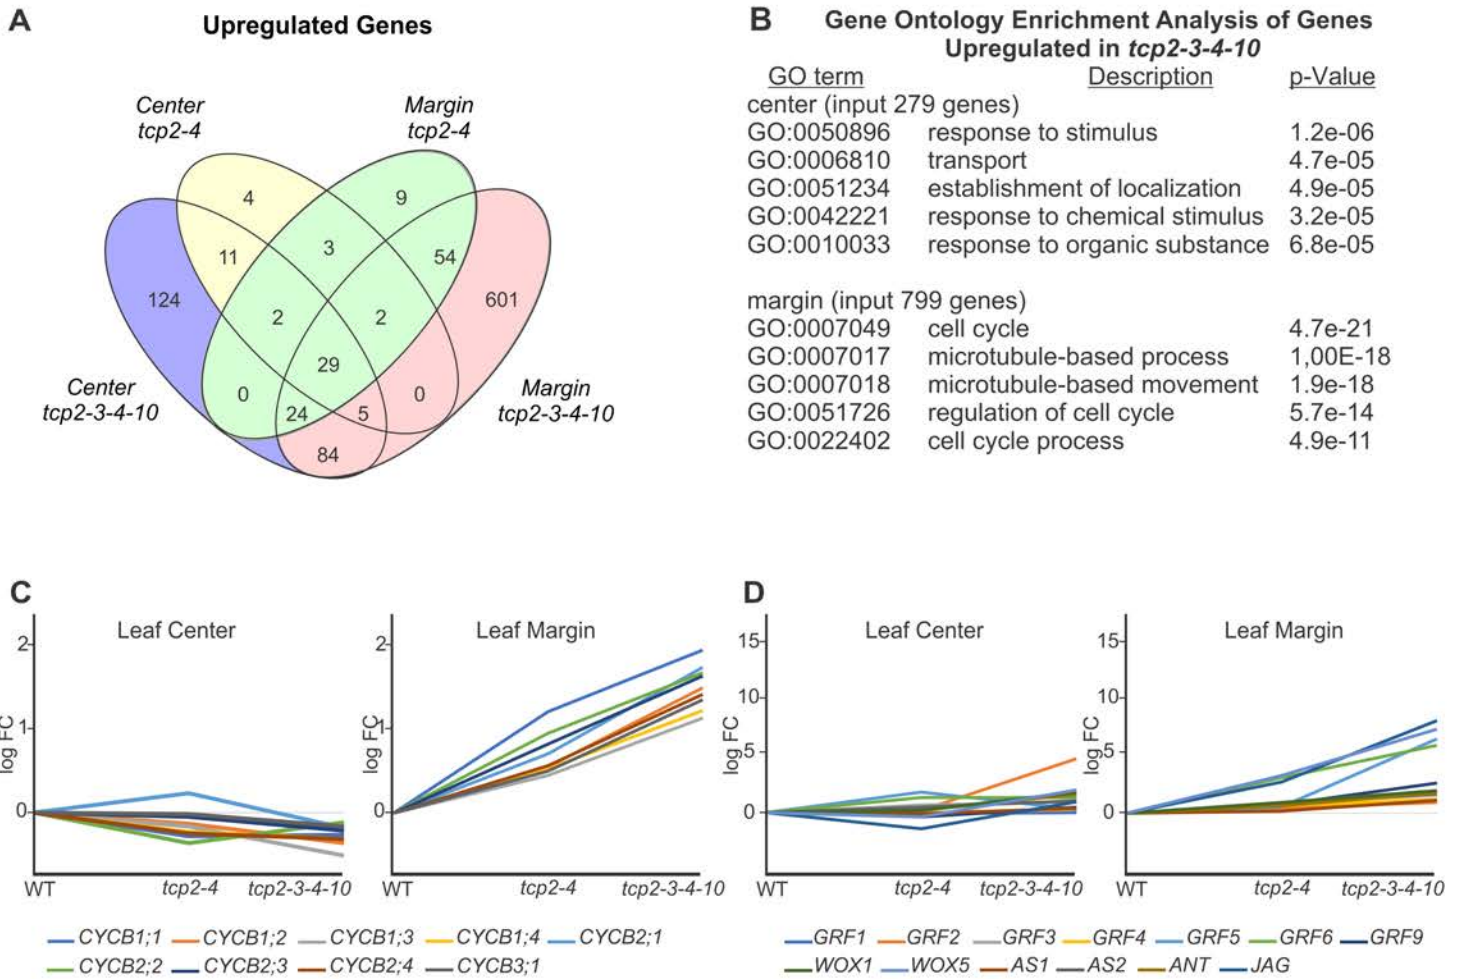 A
Upregulated Genes
Center
tcp2-4
Margin
tcp2-4
4
9
11
3
54
124
601
2
2
29
0
0
24
5
84
Center
tcp2-3-4-10
Margin
tcp2-3-4-10
B
Gene Ontology Enrichment Analysis of Genes
Upregulated in tcp2-3-4-10
GO term Description p-Value
center (input 279 genes)
GO:0050896 response to stimulus 1.2e-06
GO:0006810 transport 4.7e-05
GO:0051234 establishment of localization 4.9e-05
GO:0042221 response to chemical stimulus 3.2e-05
GO:0010033 response to organic substance 6.8e-05
margin (input 799 genes)
GO:0007049 cell cycle 4.7e-21
GO:0007017 microtubule-based process 1,00E-18
GO:0007018 microtubule-based movement 1.9e-18
GO:0051726 regulation of cell cycle 5.7e-14
GO:0022402 cell cycle process 4.9e-11
C
Leaf Center
2
1
0
log FC
WT tcp2-4 tcp2-3-4-10
Leaf Margin
2
1
0
log FC
WT tcp2-4 tcp2-3-4-10
CYCB1;1 CYCB1;2 CYCB1;3 CYCB1;4 CYCB2;1
CYCB2;2 CYCB2;3 CYCB2;4 CYCB3;1
D
Leaf Center
15
10
5
0
log FC
WT tcp2-4 tcp2-3-4-10
Leaf Margin
15
10
5
0
log FC
WT tcp2-4 tcp2-3-4-10
GRF1 GRF2 GRF3 GRF4 GRF5 GRF6 GRF9
WOX1 WOX5 AS1 AS2 ANT JAG